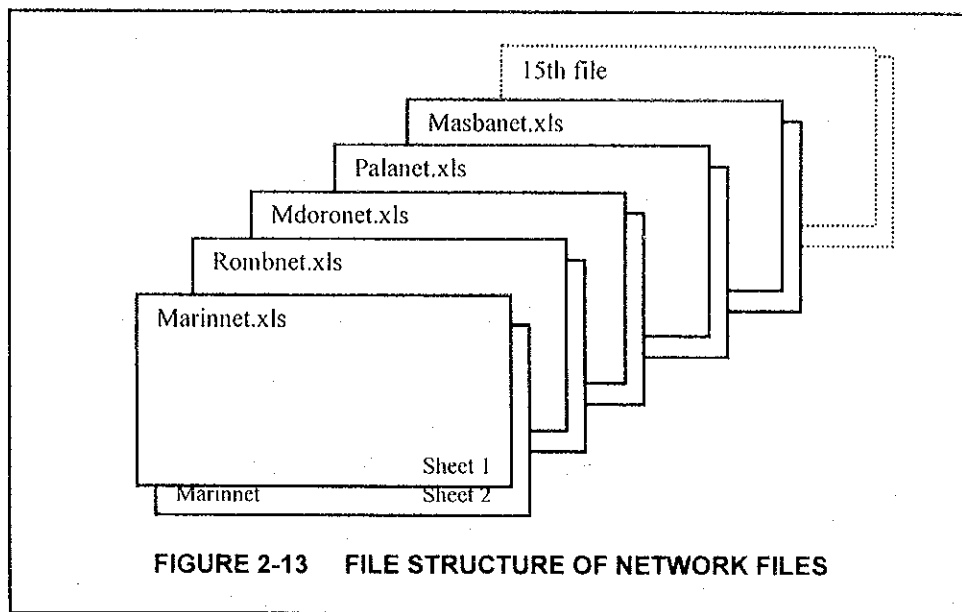 15th file
Masbanet.xls
Palanet.xls
Mdoronet.xls
Rombnet.xls
Marinnet.xls
Sheet 1
Marinnet Sheet 2
FIGURE 2-13 FILE STRUCTURE OF NETWORK FILES